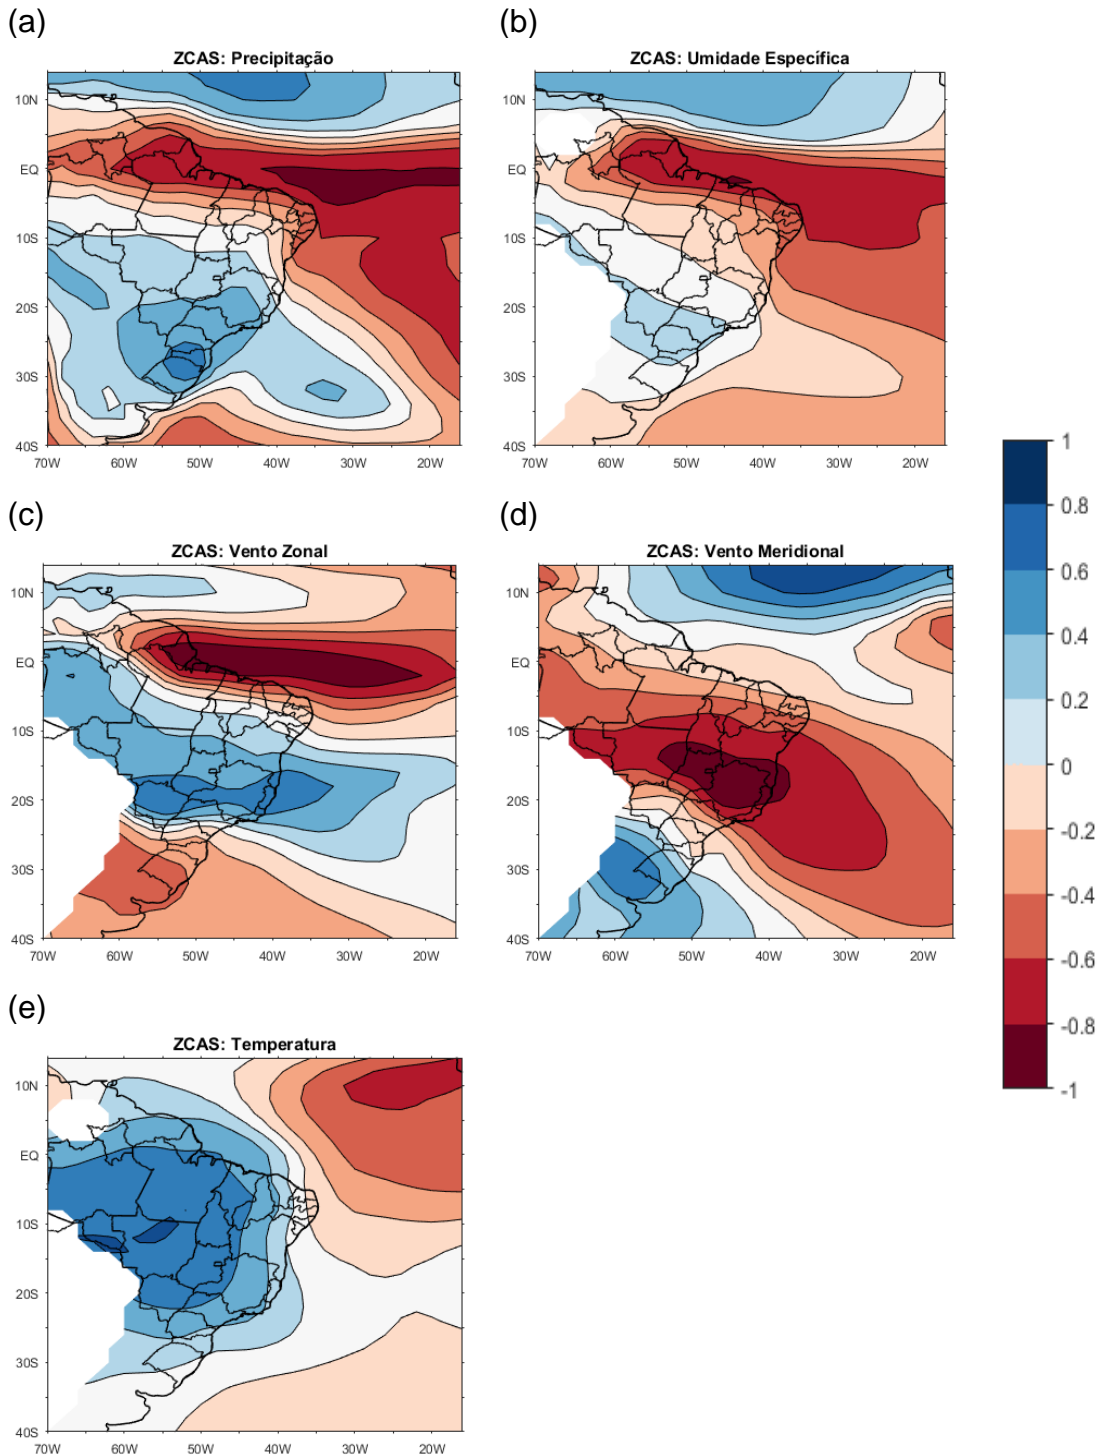 (a)
ZCAS: Precipitação
10N
EQ
10S
20S
30S
40S
70W 60W 50W 40W 30W 20W
(b)
ZCAS: Umidade Específica
10N
EQ
10S
20S
30S
40S
70W 60W 50W 40W 30W 20W
(c)
ZCAS: Vento Zonal
10N
EQ
10S
20S
30S
40S
70W 60W 50W 40W 30W 20W
(d)
ZCAS: Vento Meridional
10N
EQ
10S
20S
30S
40S
70W 60W 50W 40W 30W 20W
1
0.8
0.6
0.4
0.2
0
-0.2
-0.4
-0.6
-0.8
-1
(e)
ZCAS: Temperatura
10N
EQ
10S
20S
30S
40S
70W 60W 50W 40W 30W 20W